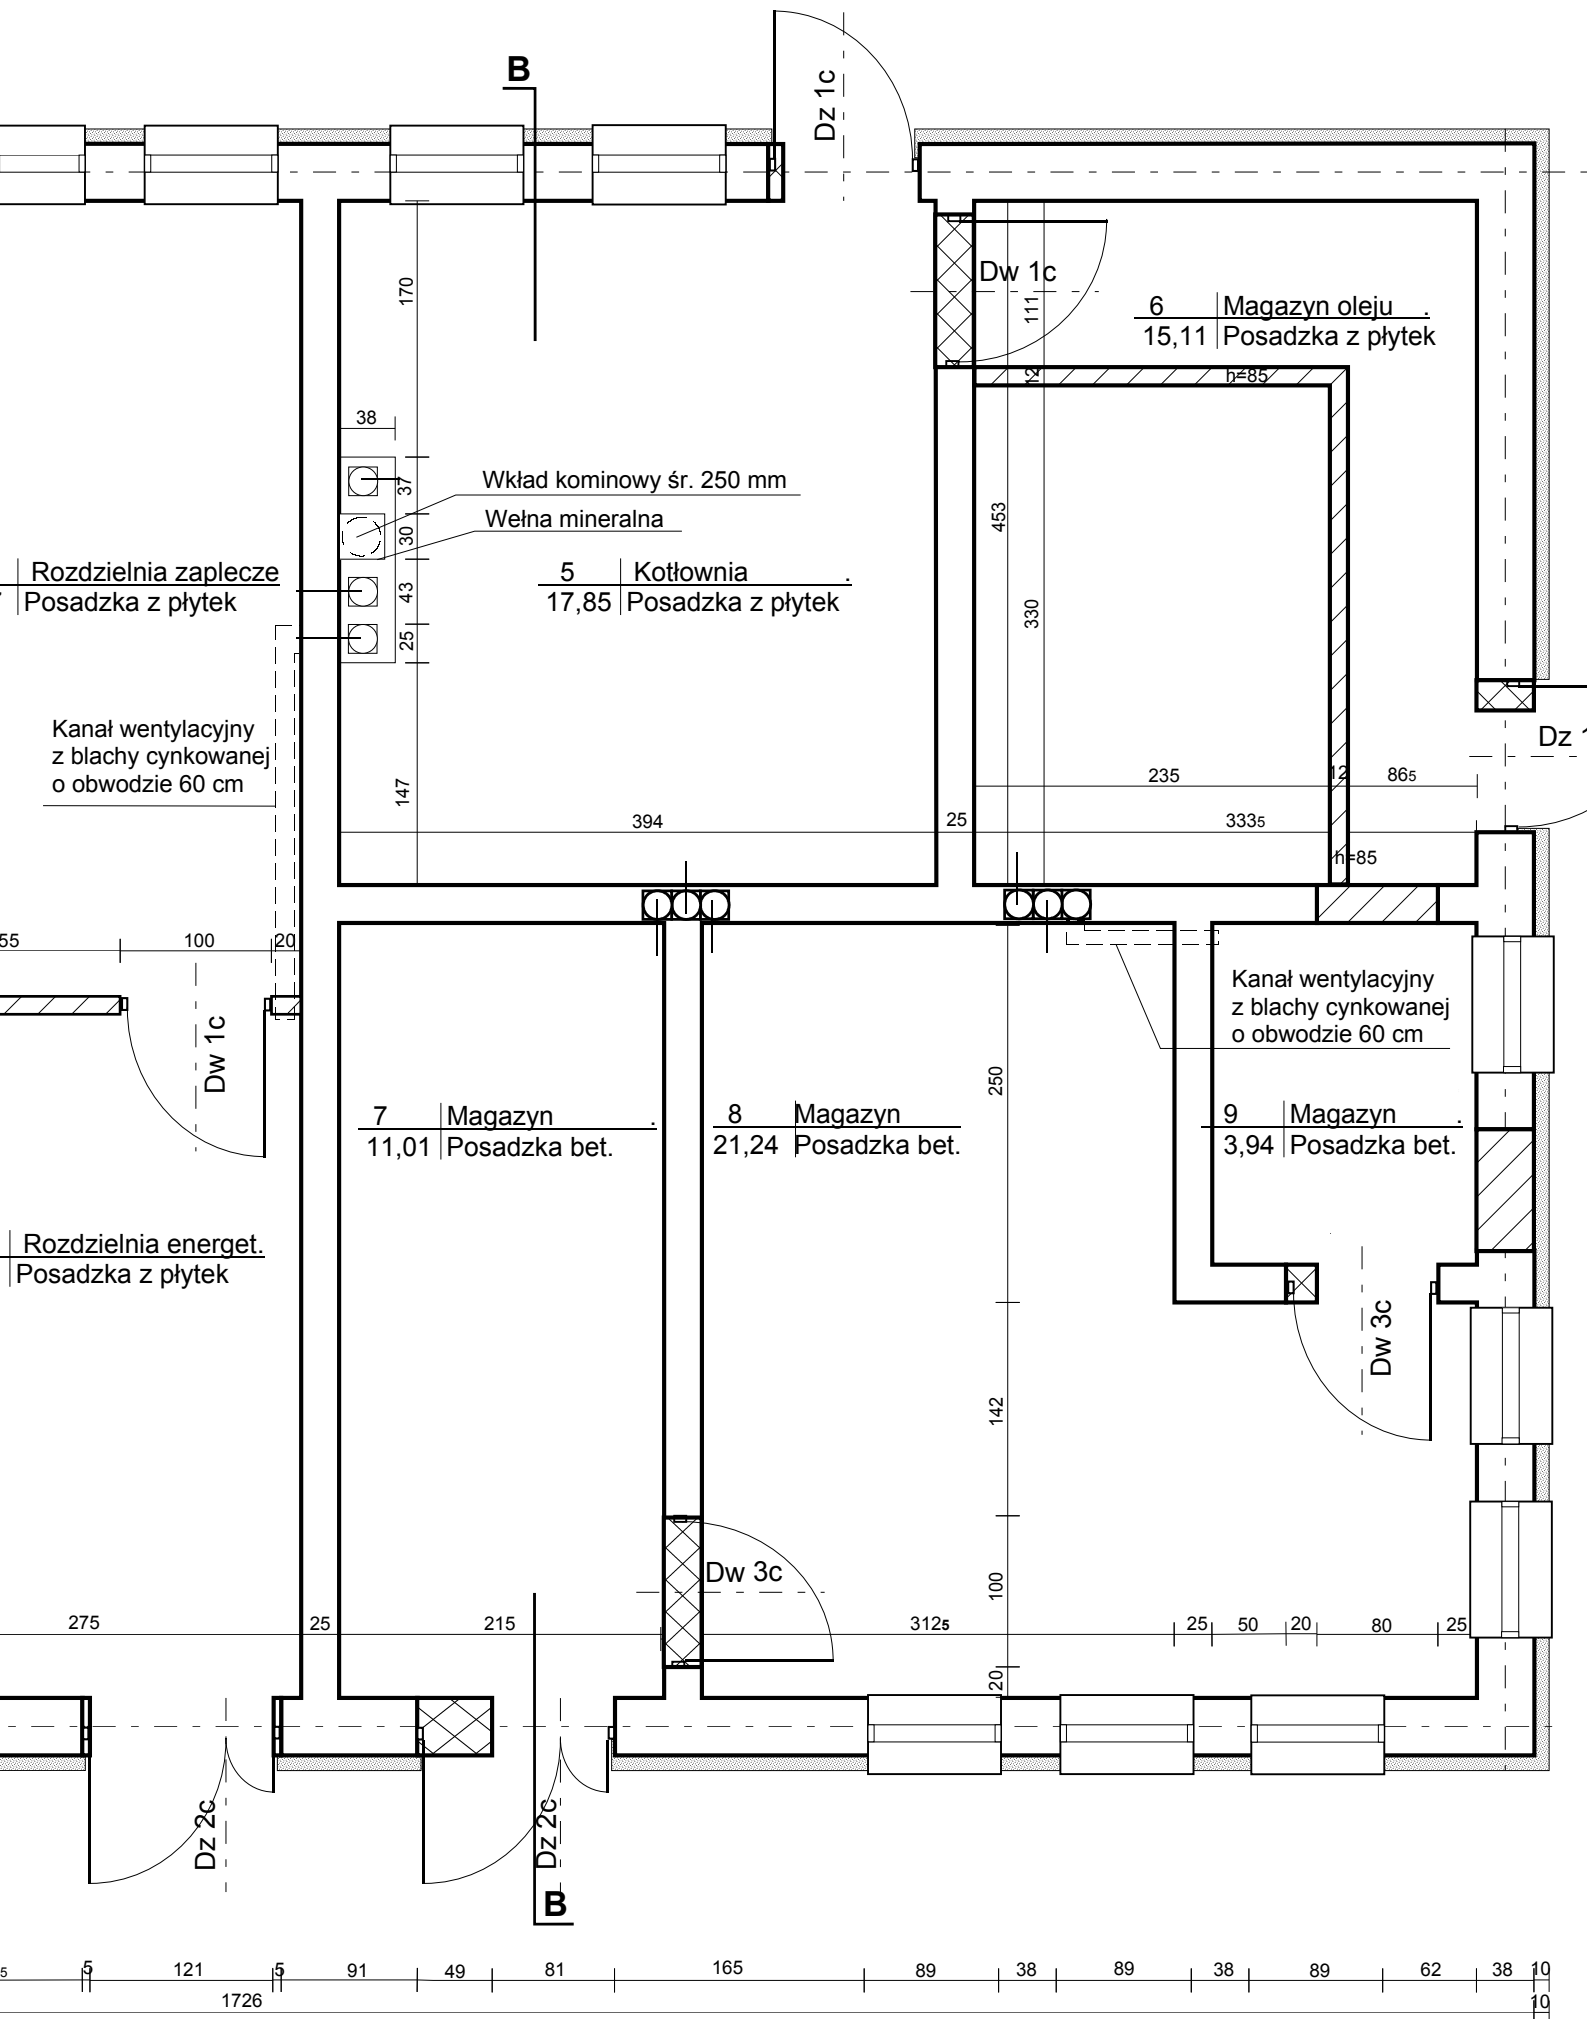 B
Dz 1c
170
Dw 1c
111
6 Magazyn oleju .
15,11 Posadzka z płytek
12
h=85
38
37
Wkład kominowy śr. 250 mm
453
30
Wełna mineralna
Rozdzielnia zaplecze
Posadzka z płytek
5 Kotłownia .
17,85 Posadzka z płytek
43
330
25
Kanał wentylacyjny
z blachy cynkowanej
o obwodzie 60 cm
Dz 1
147
235
12
865
394
25
3335
h=85
55
100
20
Kanał wentylacyjny
z blachy cynkowanej
o obwodzie 60 cm
Dw 1c
250
7 Magazyn .
11,01 Posadzka bet.
8 Magazyn
21,24 Posadzka bet.
9 Magazyn .
3,94 Posadzka bet.
Rozdzielnia energet.
Posadzka z płytek
Dw 3c
142
Dw 3c
100
275
25
215
3125
25
50
20
80
25
20
Dz 2c
Dz 2c
B
5
5
121
5
91
49
81
165
89
38
89
38
89
62
38
10
1726
10